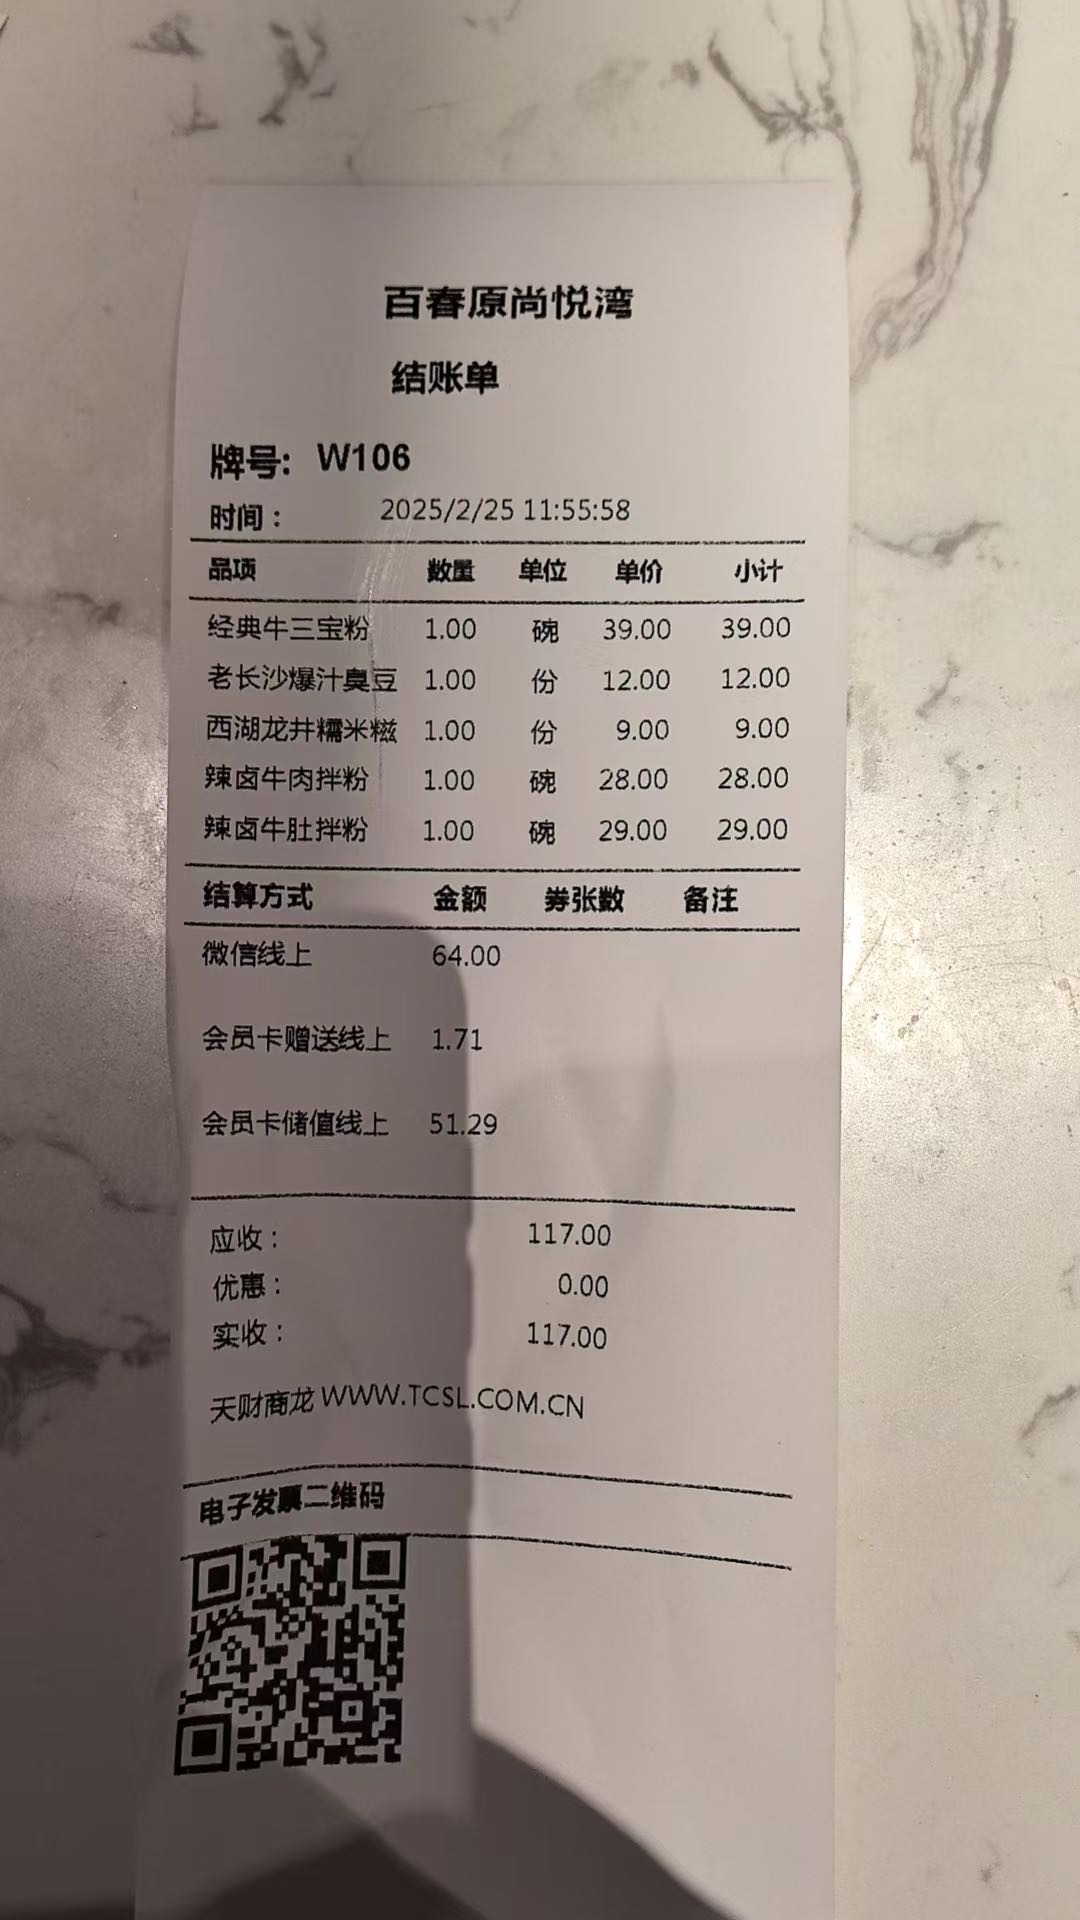 百春原尚悦湾
结账单
牌号: W106
时间： 2025/2/25 11:55:58
品项 数量 单位 单价 小计
经典牛三宝粉 1.00 碗 39.00 39.00
老长沙爆汁臭豆 1.00 份 12.00 12.00
西湖龙井糯米糍 1.00 份 9.00 9.00
辣卤牛肉拌粉 1.00 碗 28.00 28.00
辣卤牛肚拌粉 1.00 碗 29.00 29.00
结算方式 金额 券张数 备注
微信线上 64.00
会员卡赠送线上 1.71
会员卡储值线上 51.29
应收： 117.00
优惠： 0.00
实收： 117.00
天财商龙 WWW.TCSL.COM.CN
电子发票二维码